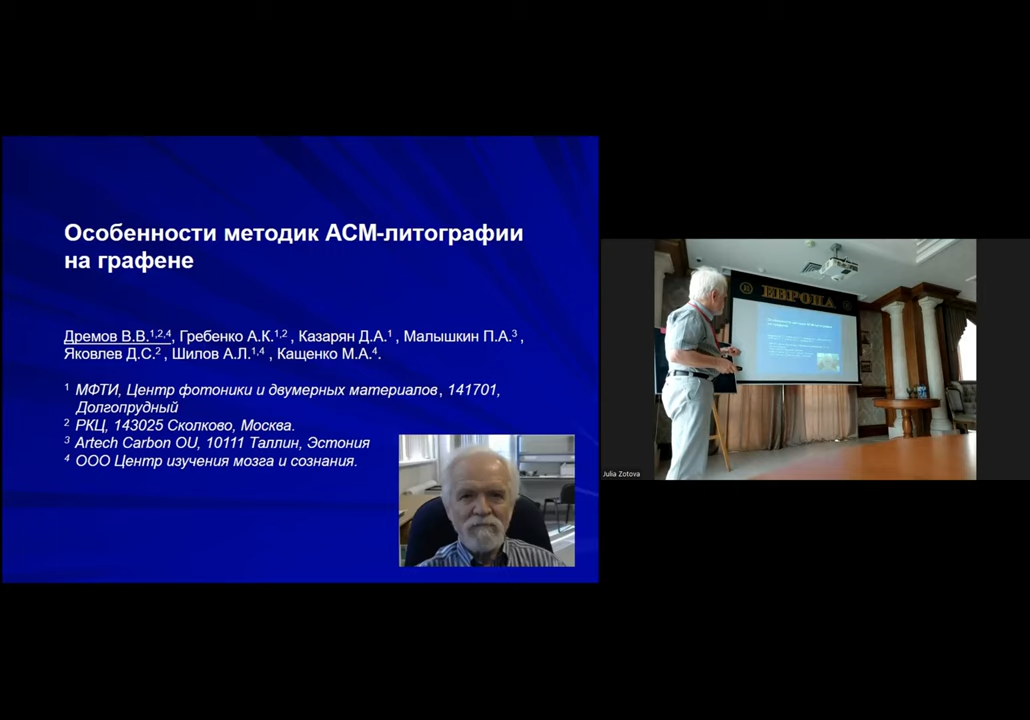 Особенности методик АСМ-литографии
на графене
Дремов В.В.1,2,4, Гребенко А.К.1,2 , Казарян Д.А.1 , Малышкин П.А.3 ,
Яковлев Д.С.2 , Шилов А.Л.1,4 , Кащенко М.А.4.
1 МФТИ, Центр фотоники и двумерных материалов, 141701,
Долгопрудный
2 РКЦ, 143025 Сколково, Москва.
3 Artech Carbon OU, 10111 Таллин, Эстония
4 ООО Центр изучения мозга и сознания.
ЕВРОПА
Julia Zotova